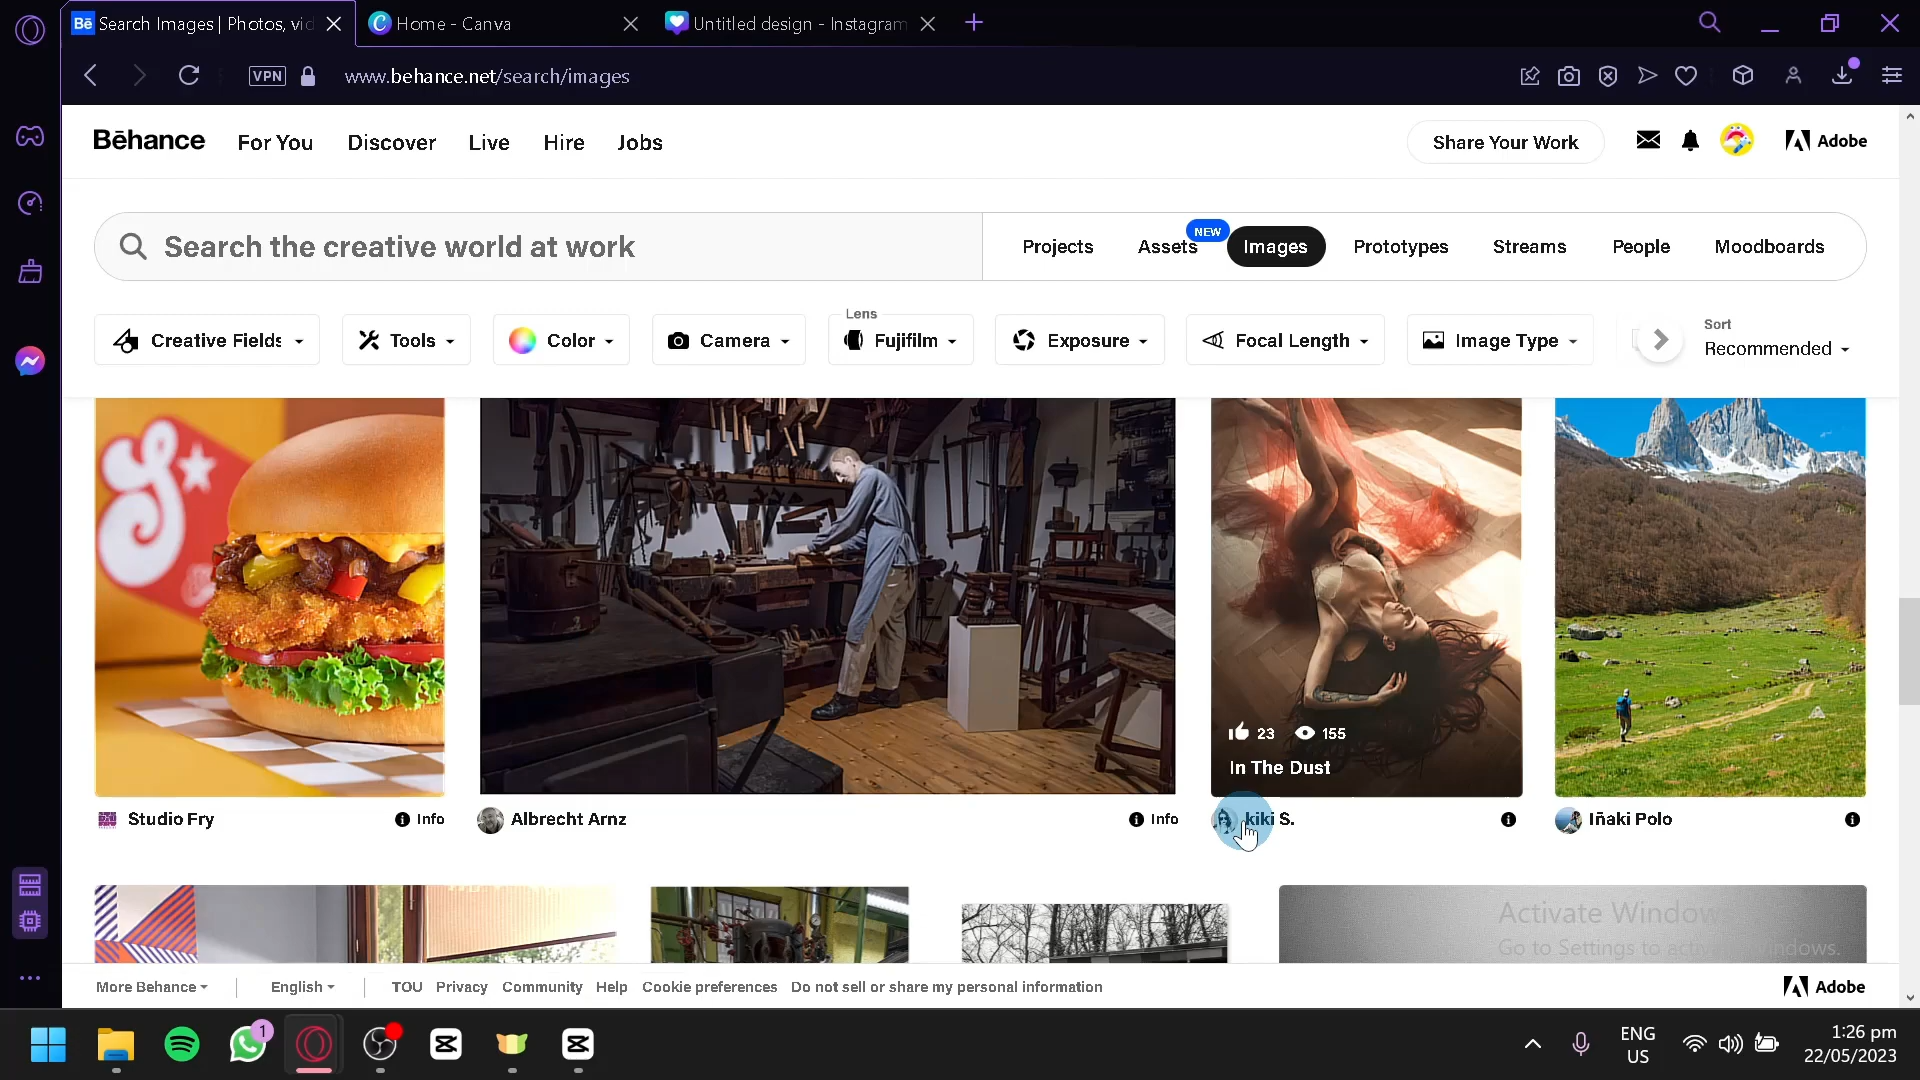 Search Images | Photos, vid
Home - Canva
Untitled design - Instagram
VPN
www.behance.net/search/images
Bēhance
For You
Discover
Live
Hire
Jobs
Share Your Work
Adobe
Search the creative world at work
Projects
Assets
NEW
Images
Prototypes
Streams
People
Moodboards
Creative Fields
Tools
Color
Camera
Lens
Fujifilm
Exposure
Focal Length
Image Type
Sort
Recommended
23
155
In The Dust
Studio Fry
Info
Albrecht Arnz
Info
kiki S.
Iñaki Polo
Activate Windows
Go to Settings to activate Windows.
More Behance
English
TOU
Privacy
Community
Help
Cookie preferences
Do not sell or share my personal information
Adobe
1
ENG
US
1:26 pm
22/05/2023